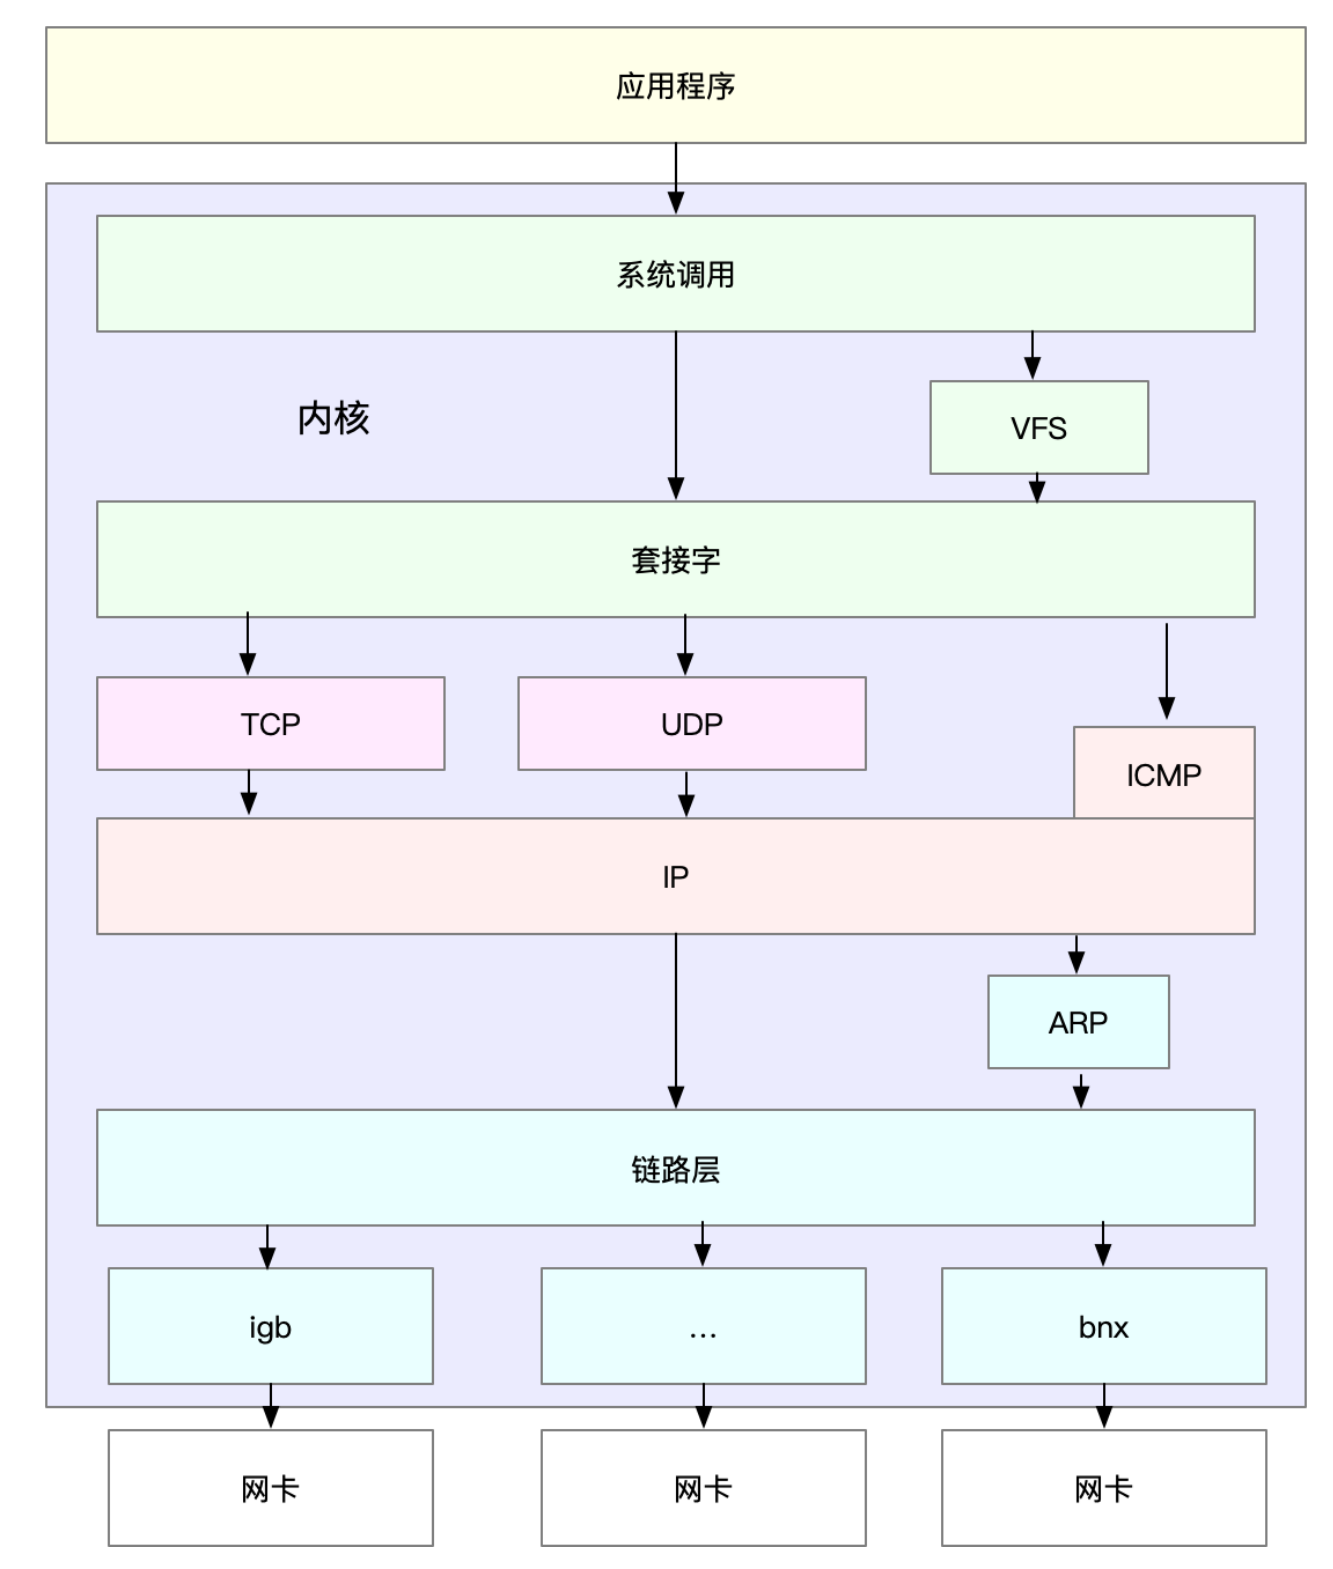 应用程序
系统调用
内核
VFS
套接字
TCP
UDP
ICMP
IP
ARP
链路层
igb
...
bnx
网卡
网卡
网卡